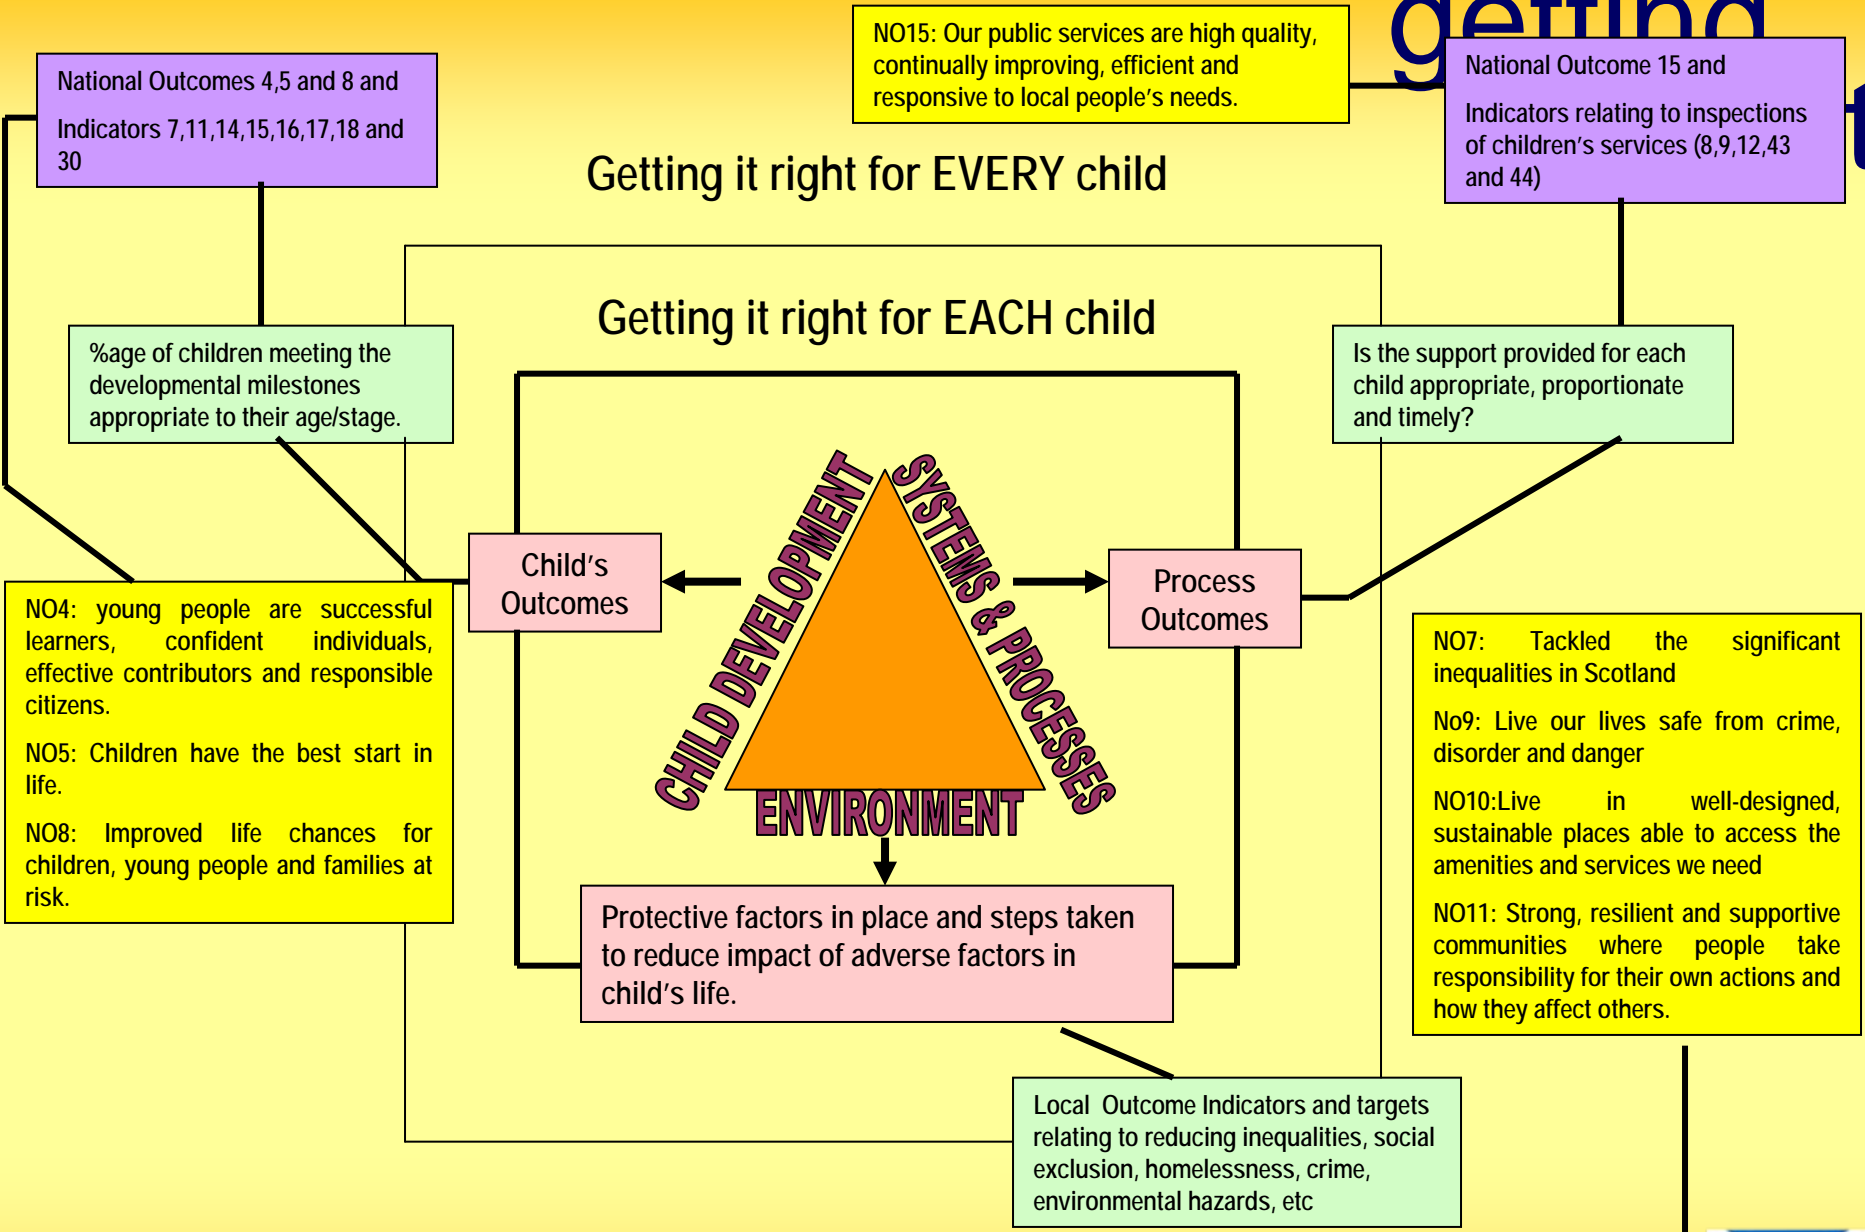 getting
NO15: Our public services are high quality,
continually improving, efficient and
responsive to local people's needs.
National Outcomes 4,5 and 8 and
Indicators 7,11,14,15,16,17,18 and
30
National Outcome 15 and
Indicators relating to inspections
of children's services (8,9,12,43
and 44)
Getting it right for EVERY child
Getting it right for EACH child
%age of children meeting the
developmental milestones
appropriate to their age/stage.
Is the support provided for each
child appropriate, proportionate
and timely?
CHILD DEVELOPMENT
SYSTEMS & PROCESSES
ENVIRONMENT
Child's
Outcomes
Process
Outcomes
NO4: young people are successful
learners, confident individuals,
effective contributors and responsible
citizens.
NO5: Children have the best start in
life.
NO8: Improved life chances for
children, young people and families at
risk.
NO7: Tackled the significant
inequalities in Scotland
No9: Live our lives safe from crime,
disorder and danger
NO10:Live in well-designed,
sustainable places able to access the
amenities and services we need
NO11: Strong, resilient and supportive
communities where people take
responsibility for their own actions and
how they affect others.
Protective factors in place and steps taken
to reduce impact of adverse factors in
child's life.
Local Outcome Indicators and targets
relating to reducing inequalities, social
exclusion, homelessness, crime,
environmental hazards, etc